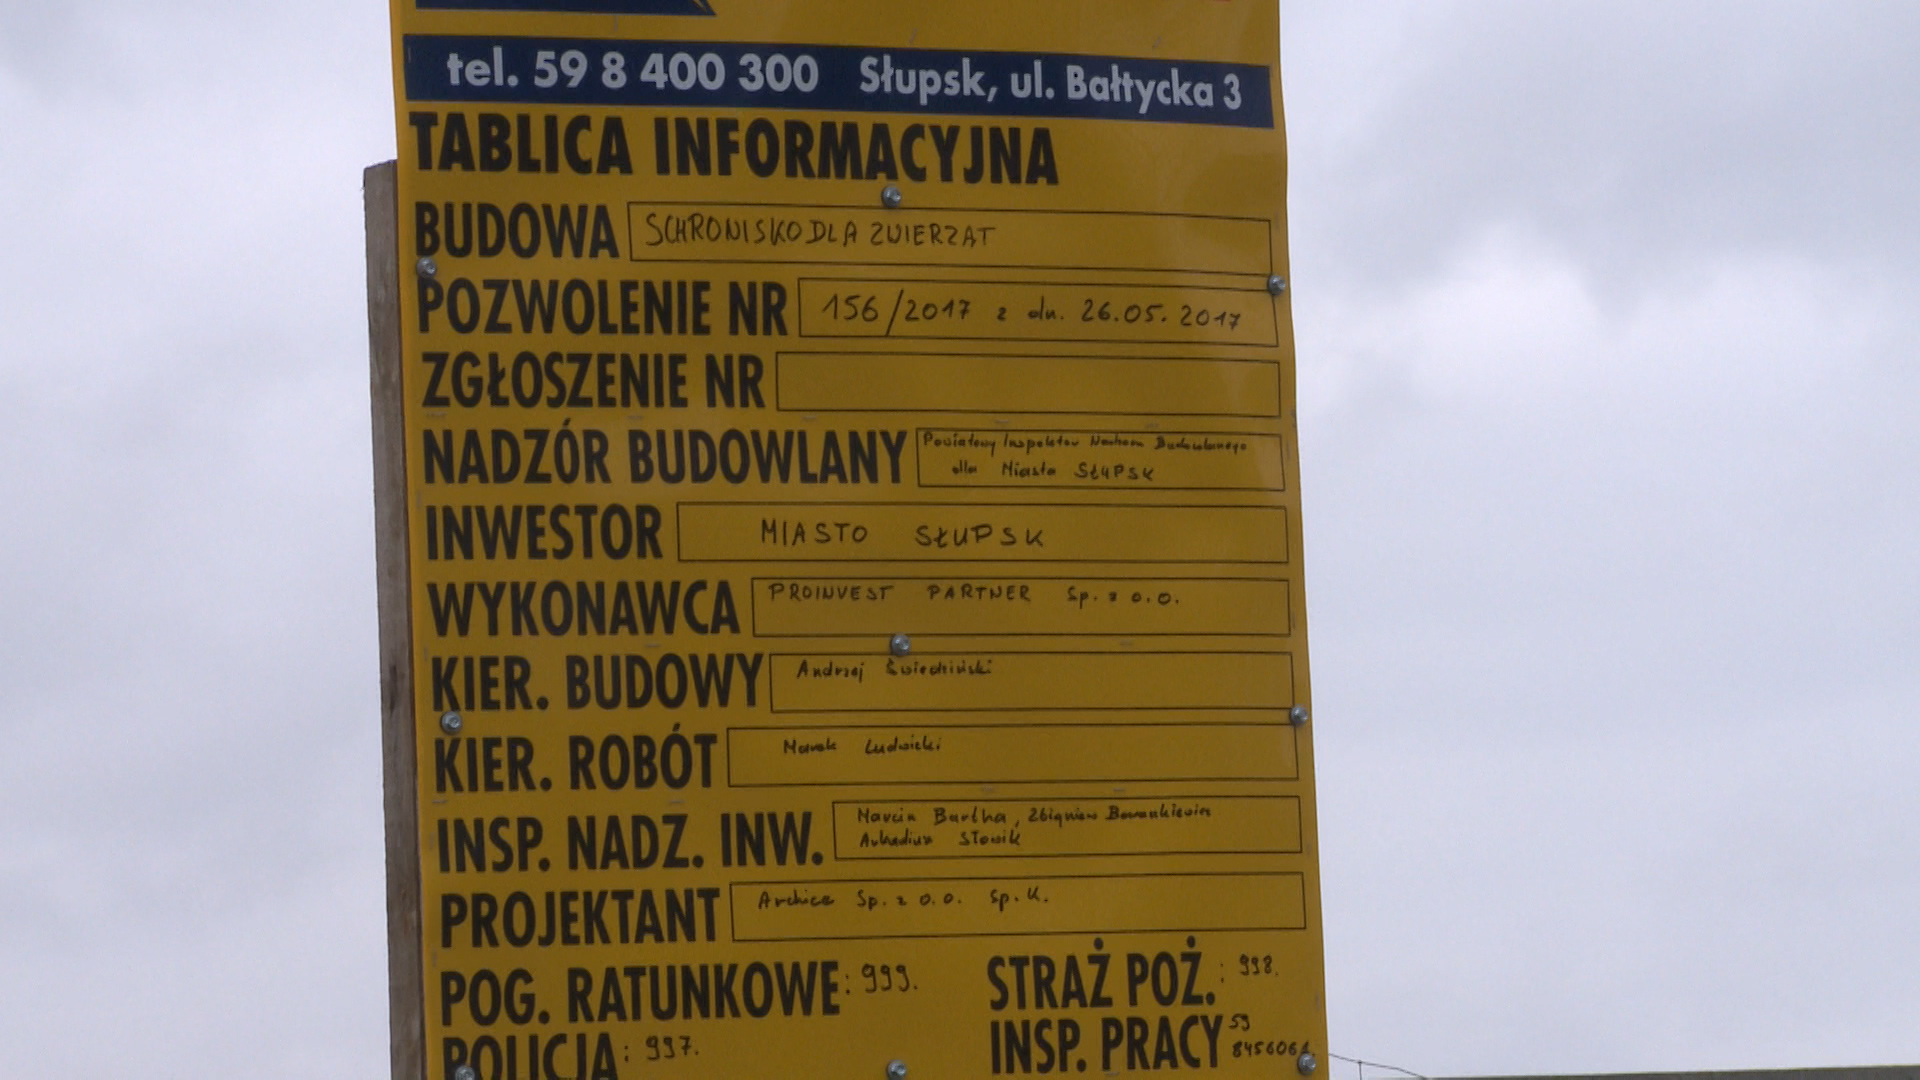 tel. 59 8 400 300 Słupsk, ul. Bałtycka 3
TABLICA INFORMACYJNA
BUDOWA SCHRONISKO DLA ZWIERZAT
POZWOLENIE NR 156/2017 z dn. 26.05.2017
ZGŁOSZENIE NR
NADZÓR BUDOWLANY Powiatowy Inspektor Nadzoru Budowlanego
dla Miasta SŁUPSK
INWESTOR MIASTO SŁUPSK
WYKONAWCA PROINVEST PARTNER Sp. z o.o.
KIER. BUDOWY Andrzej
KIER. ROBÓT Marek Ludwicki
INSP. NADZ. INW. Marcin Bartha, Zbigniew
Arkadiusz Słowik
PROJEKTANT Sp. z o.o. Sp.K.
POG. RATUNKOWE: 999. STRAŻ POŻ.: 998.
POLICJA: 997. INSP. PRACY 59
8456061